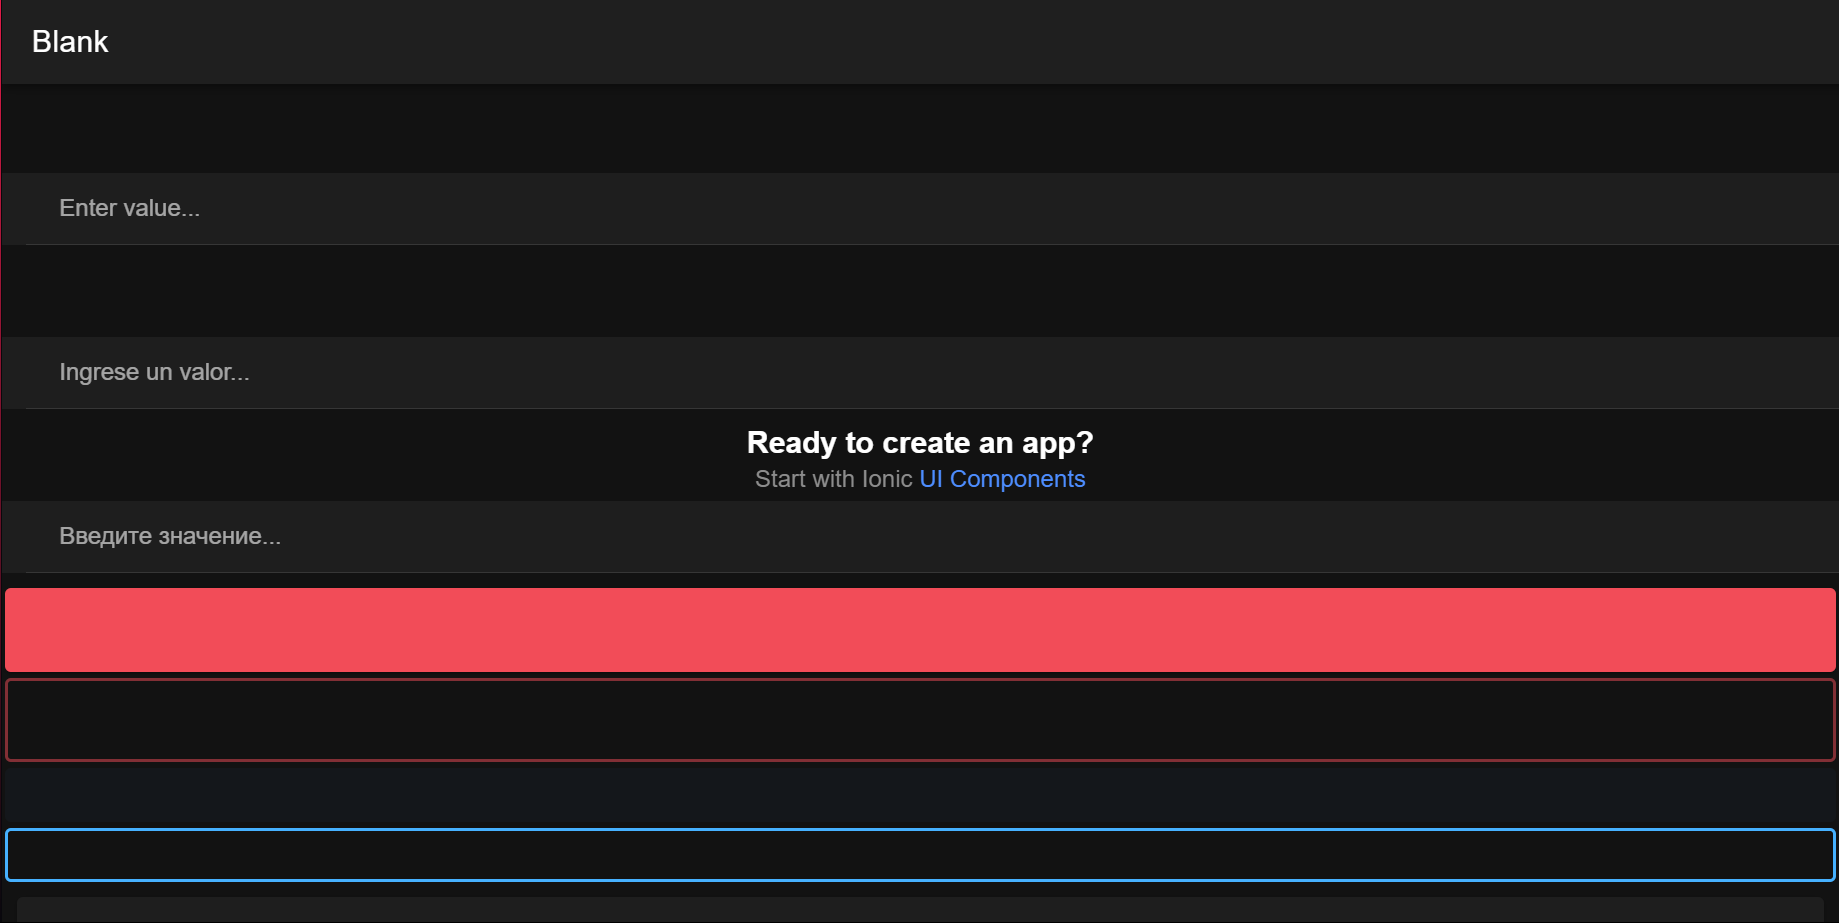 Blank
Enter value...
Ingrese un valor...
Ready to create an app?
Start with Ionic UI Components
Введите значение...